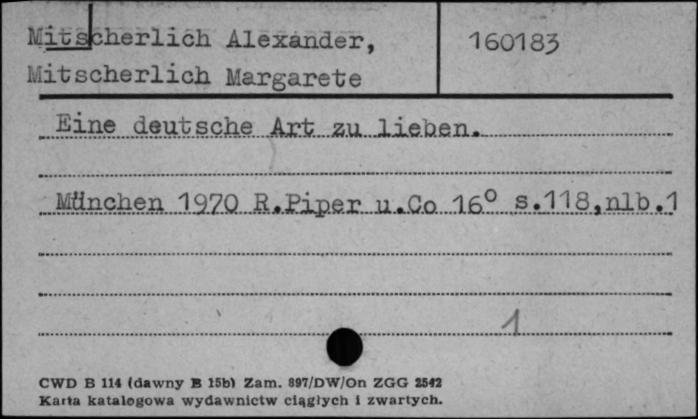 Mitscherlich Alexander,
160183
Mitscherlich Margarete
Eine deutsche Art zu lieben.
München 1970 R.Piper u.Co 16° s.118,nlb.1
1
CWD B 114 (dawny B 15b) Zam. 897/DW/On ZGG 2542
Karta katalogowa wydawnictw ciągłych i zwartych.